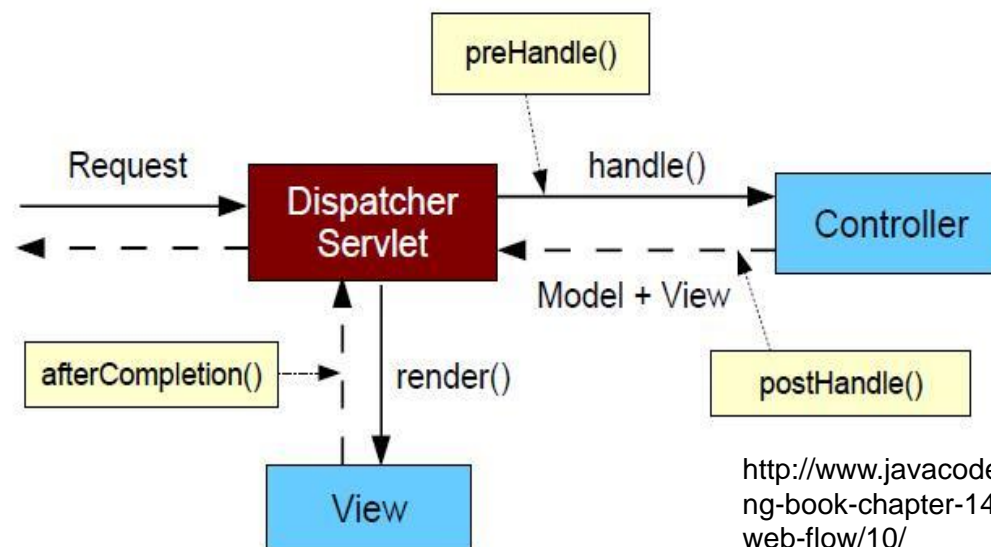 preHandle()
Request
handle()
Dispatcher
Servlet
Controller
Model + View
afterCompletion()
render()
postHandle()
View
http://www.javacode
ng-book-chapter-14
web-flow/10/